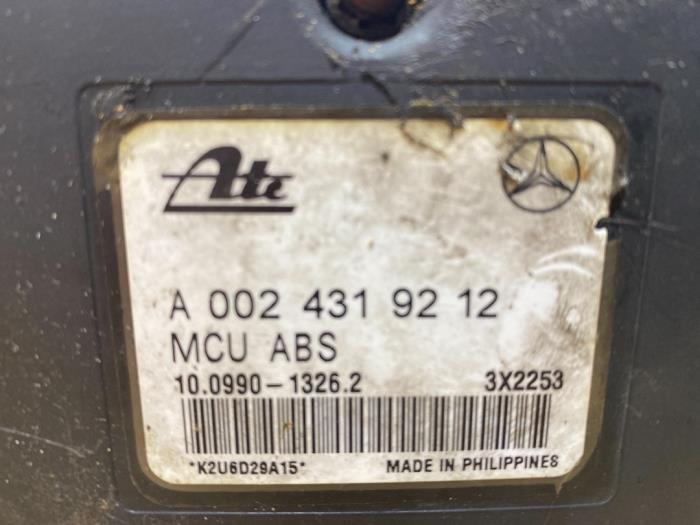 Ate
A 002 431 92 12
MCU ABS
10.0990-1326.2 3X2253
*K2U6D29A15* MADE IN PHILIPPINES